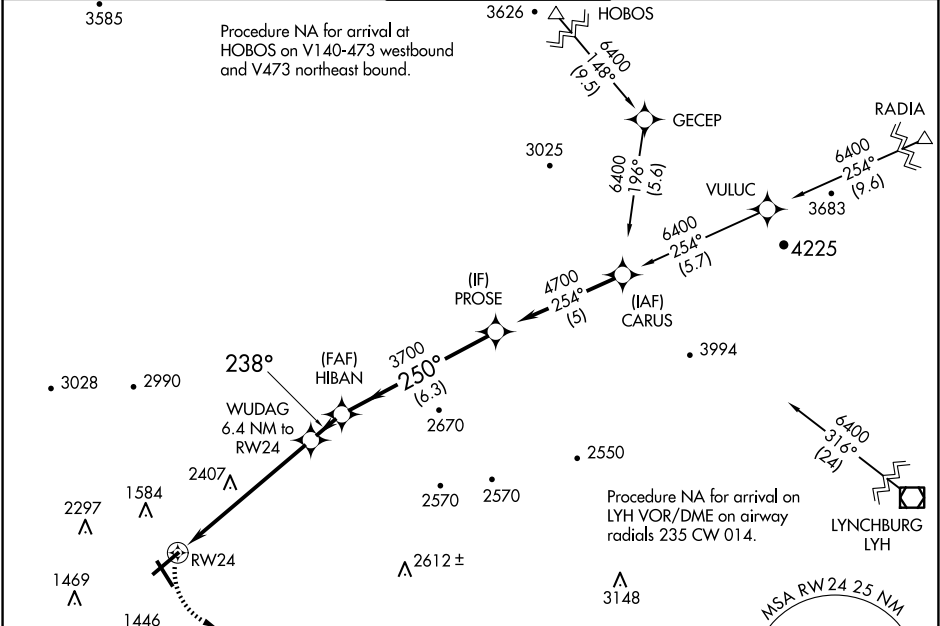 3585
Procedure NA for arrival at
HOBOS on V140-473 westbound
and V473 northeast bound.
3626
HOBOS
6400
148°
(9.5)
GECEP
RADIA
3025
6400
196°
(5.6)
6400
254°
(9.6)
VULUC
3683
6400
254°
(5.7)
4225
(IF)
PROSE
4700
254°
(5)
(IAF)
CARUS
3994
238°
(FAF)
HIBAN
3700
250°
(6.3)
3028
2990
WUDAG
6.4 NM to
RW24
2670
6400
316°
(24)
2407
2550
2297
1584
2570
2570
Procedure NA for arrival on
LYH VOR/DME on airway
radials 235 CW 014.
LYNCHBURG
LYH
RW24
2612 ±
1469
3148
1446
MSA RW24 25 NM